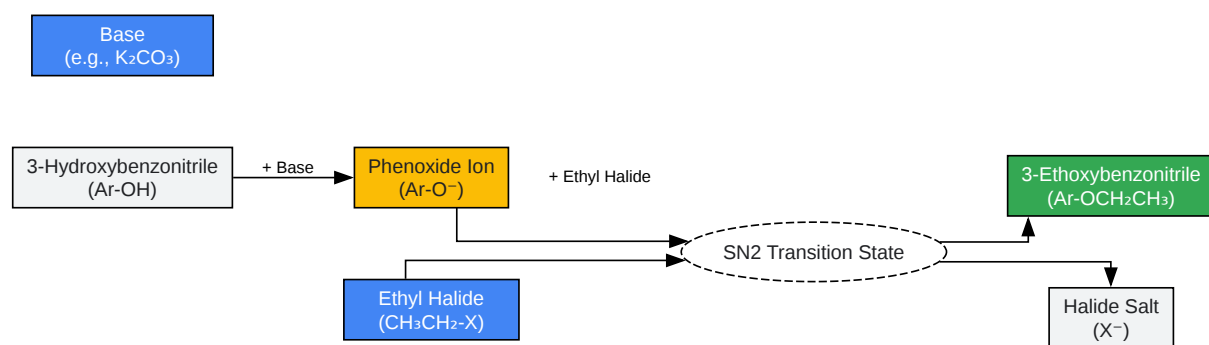 Base
(e.g., K₂CO₃)
3-Hydroxybenzonitrile
(Ar-OH)
+ Base
Phenoxide Ion
(Ar-O⁻)
+ Ethyl Halide
3-Ethoxybenzonitrile
(Ar-OCH₂CH₃)
SN2 Transition State
Ethyl Halide
(CH₃CH₂-X)
Halide Salt
(X⁻)